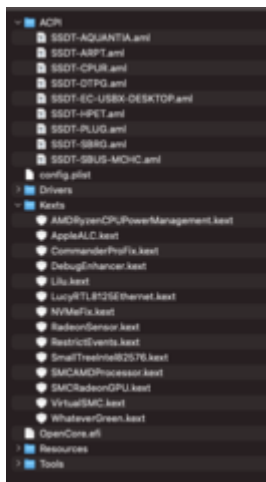 ACPI
SSDT-AQUANTIA.aml
SSDT-ARPT.aml
SSDT-CPUR.aml
SSDT-DTPG.aml
SSDT-EC-USBX-DESKTOP.aml
SSDT-HPET.aml
SSDT-PLUG.aml
SSDT-SBRG.aml
SSDT-SBUS-MCHC.aml
config.plist
Drivers
Kexts
AMDRyzenCPUPowerManagement.kext
AppleALC.kext
CommanderProFix.kext
DebugEnhancer.kext
Lilu.kext
LucyRTL8125Ethernet.kext
NVMeFix.kext
RadeonSensor.kext
RestrictEvents.kext
SmallTreeIntel82576.kext
SMCAMDProcessor.kext
SMCRadeonGPU.kext
VirtualSMC.kext
WhateverGreen.kext
OpenCore.efi
Resources
Tools